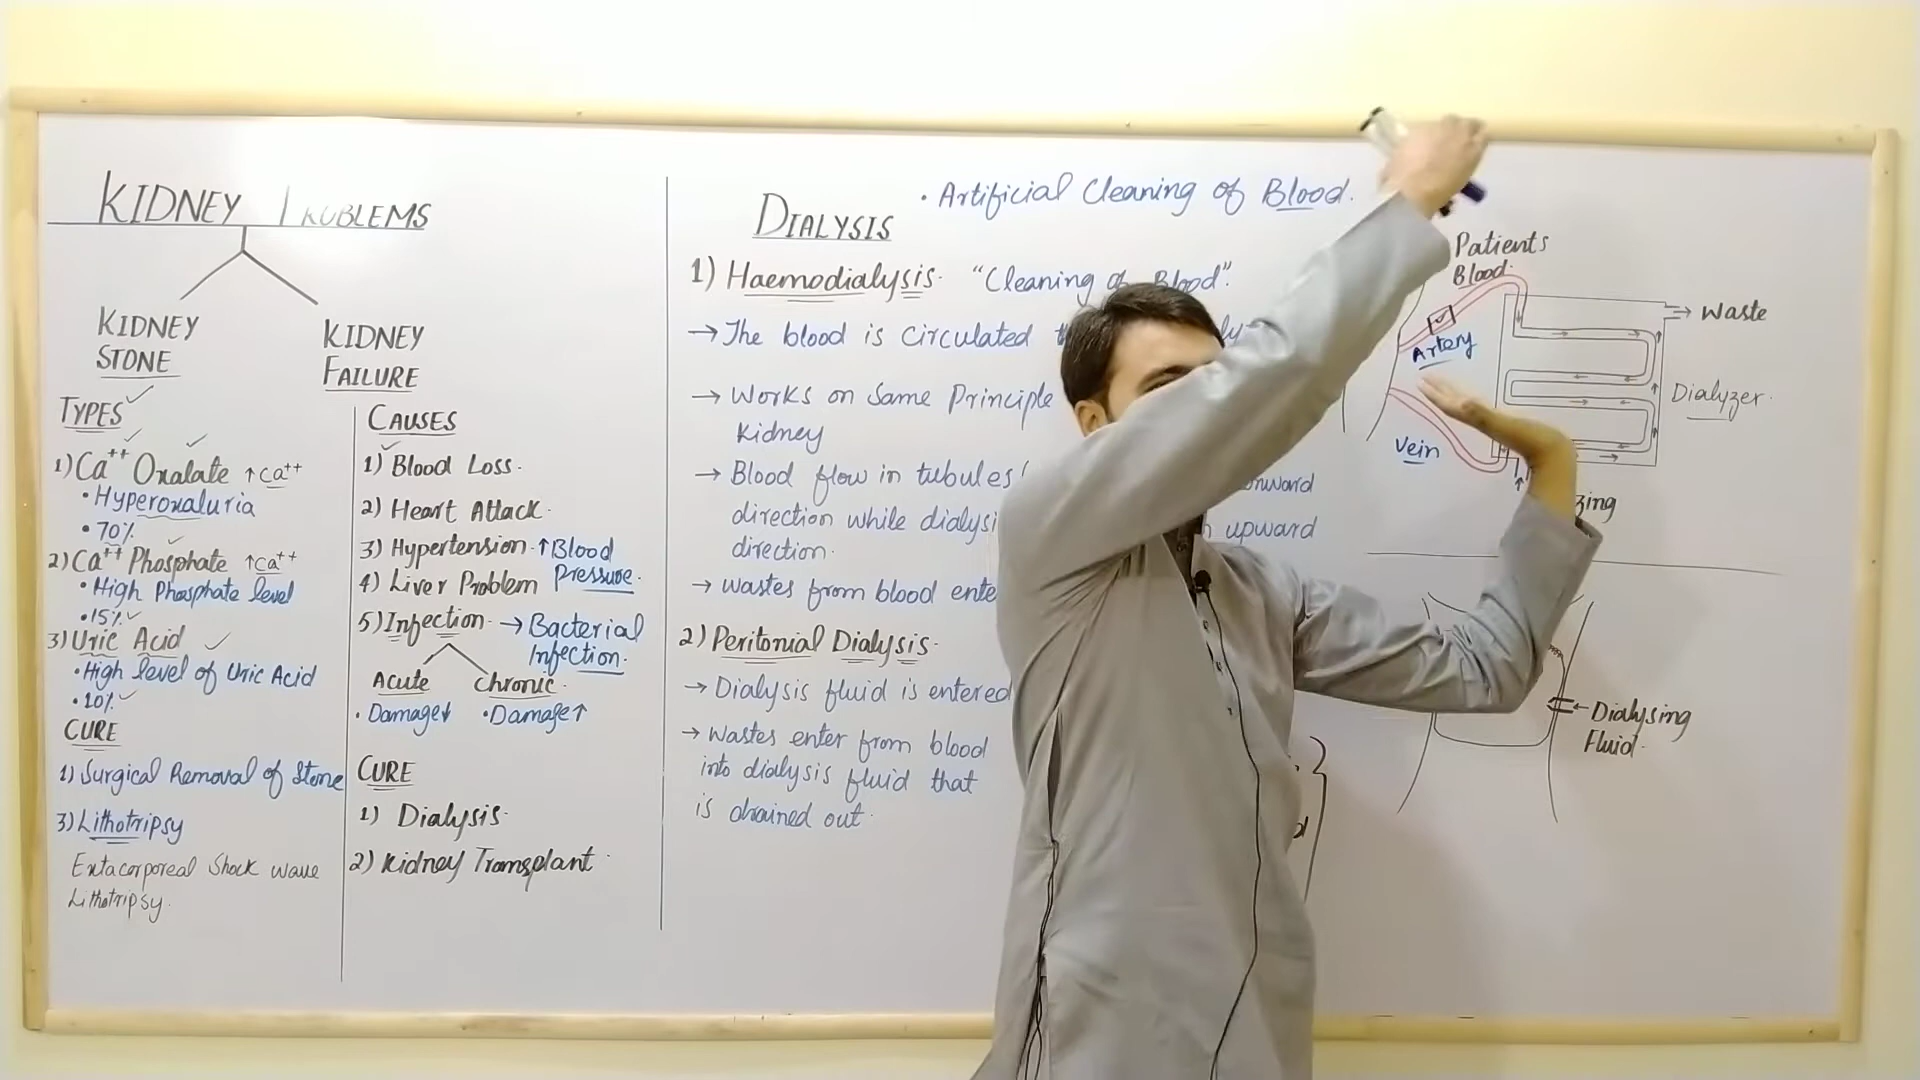 KIDNEY PROBLEMS
KIDNEY
STONE
TYPES
1) Ca++ Oxalate ↑Ca++
• Hyperoxaluria
• 70%
2) Ca++ Phosphate ↑Ca++
• High Phosphate level
• 15%
3) Uric Acid
• High level of Uric Acid
• 10%
CURE
1) Surgical Removal of Stone
3) Lithotripsy
Extacorporeal Shock wave
Lithotripsy.
KIDNEY
FAILURE
CAUSES
1) Blood Loss.
2) Heart Attack.
3) Hypertension. ↑Blood
Pressure.
4) Liver Problem
5) Infection. → Bacterial
Infection.
Acute
• Damage↓
Chronic.
• Damage↑
CURE
1) Dialysis.
2) Kidney Transplant.
• Artificial Cleaning of Blood.
DIALYSIS
1) Haemodialysis. "Cleaning of Blood".
→ The blood is circulated
→ Works on Same Principle
Kidney
→ Blood flow in tubules
direction while upward
direction.
→ wastes from blood
2) Peritonial Dialysis.
→ Dialysis fluid is entered
→ Wastes enter from blood
into dialysis fluid that
is drained out.
Patients
Blood.
Artery
Vein
→ Waste
Dialyzer.
← Dialysing
Fluid.